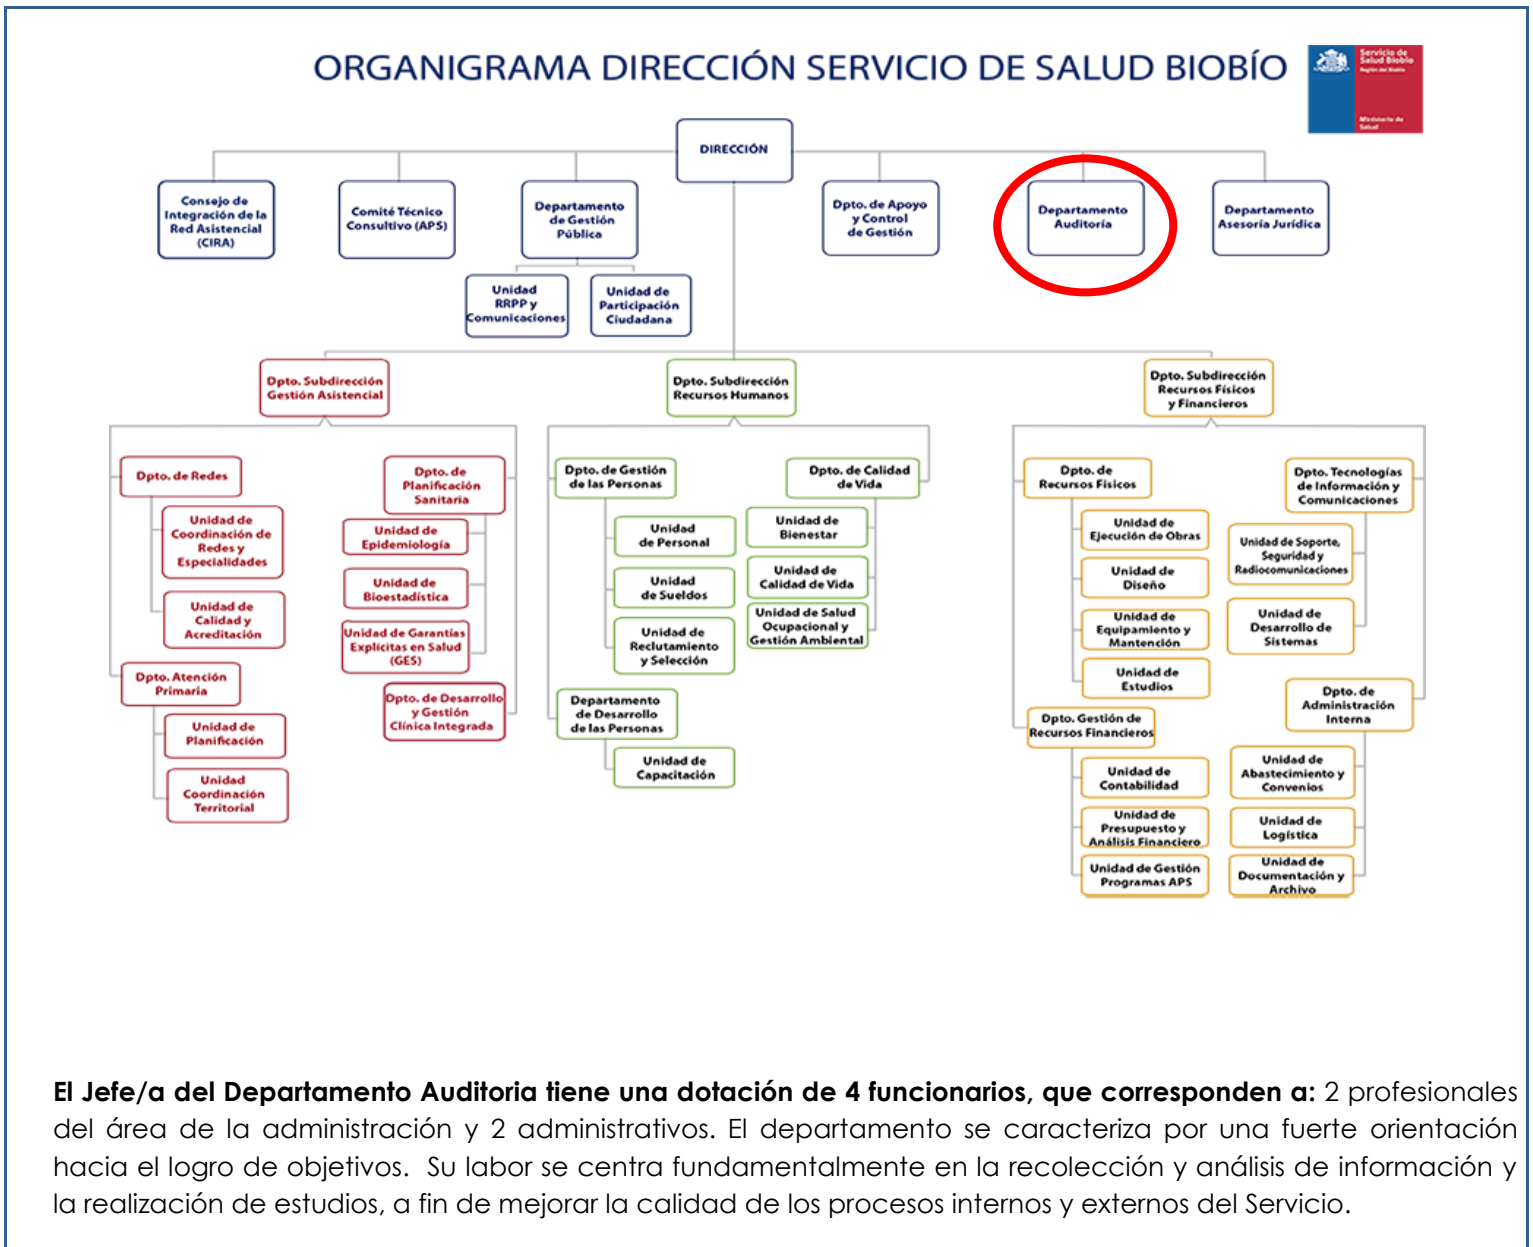 ORGANIGRAMA DIRECCIÓN SERVICIO DE SALUD BIOBÍO
Servicio de
Salud Biobío
Región del Biobío
Ministerio de
Salud
DIRECCIÓN
Consejo de
Integración de la
Red Asistencial
(CIRA)
Comité Técnico
Consultivo (APS)
Departamento
de Gestión
Pública
Dpto. de Apoyo
y Control
de Gestión
Departamento
Auditoría
Departamento
Asesoría Jurídica
Unidad
RRPP y
Comunicaciones
Unidad de
Participación
Ciudadana
Dpto. Subdirección
Gestión Asistencial
Dpto. Subdirección
Recursos Humanos
Dpto. Subdirección
Recursos Físicos
y Financieros
Dpto. de Redes
Unidad de
Coordinación de
Redes y
Especialidades
Unidad de
Calidad y
Acreditación
Dpto. Atención
Primaria
Unidad de
Planificación
Unidad
Coordinación
Territorial
Dpto. de
Planificación
Sanitaria
Unidad de
Epidemiología
Unidad de
Bioestadística
Unidad de Garantías
Explícitas en Salud
(GES)
Dpto. de Desarrollo
y Gestión
Clínica Integrada
Dpto. de Gestión
de las Personas
Unidad
de Personal
Unidad
de Sueldos
Unidad de
Reclutamiento
y Selección
Departamento
de Desarrollo
de las Personas
Unidad de
Capacitación
Dpto. de Calidad
de Vida
Unidad de
Bienestar
Unidad de
Calidad de Vida
Unidad de Salud
Ocupacional y
Gestión Ambiental
Dpto. de
Recursos Fisicos
Unidad de
Ejecución de Obras
Unidad de
Diseño
Unidad de
Equipamiento y
Mantención
Unidad de
Estudios
Dpto. Gestión de
Recursos Financieros
Unidad de
Contabilidad
Unidad de
Presupuesto y
Análisis Financiero
Unidad de Gestión
Programas APS
Dpto. Tecnologías
de Información y
Comunicaciones
Unidad de Soporte,
Seguridad y
Radiocomunicaciones
Unidad de
Desarrollo de
Sistemas
Dpto. de
Administración
Interna
Unidad de
Abastecimiento y
Convenios
Unidad de
Logística
Unidad de
Documentación y
Archivo
El Jefe/a del Departamento Auditoria tiene una dotación de 4 funcionarios, que corresponden a: 2 profesionales
del área de la administración y 2 administrativos. El departamento se caracteriza por una fuerte orientación
hacia el logro de objetivos. Su labor se centra fundamentalmente en la recolección y análisis de información y
la realización de estudios, a fin de mejorar la calidad de los procesos internos y externos del Servicio.